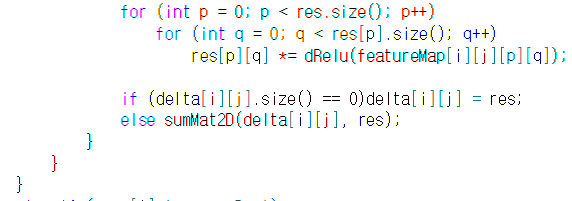 for (int p = 0; p < res.size(); p++)
for (int q = 0; q < res[p].size(); q++)
res[p][q] *= dRelu(featureMap[i][j][p][q]);
if (delta[i][j].size() == 0)delta[i][j] = res;
else sumMat2D(delta[i][j], res);
}
}
}